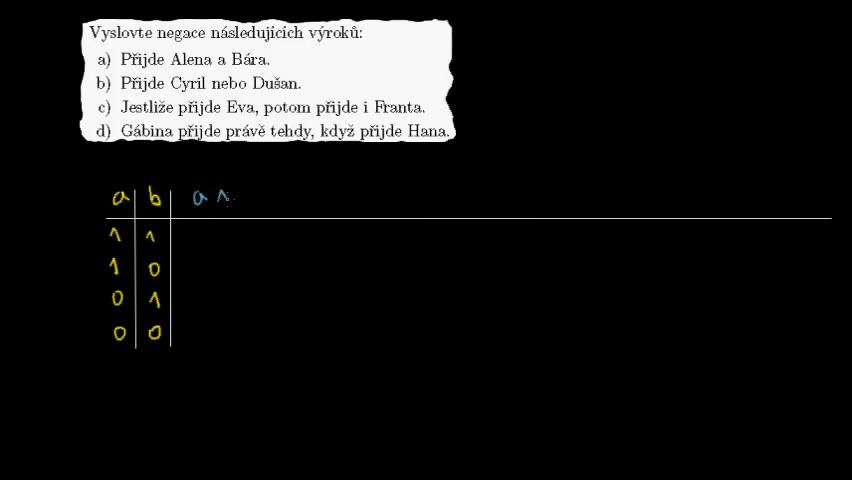 Vyslovte negace následujících výroků:
a) Přijde Alena a Bára.
b) Přijde Cyril nebo Dušan.
c) Jestliže přijde Eva, potom přijde i Franta.
d) Gábina přijde právě tehdy, když přijde Hana.
a b a ∧
1 1
1 0
0 1
0 0